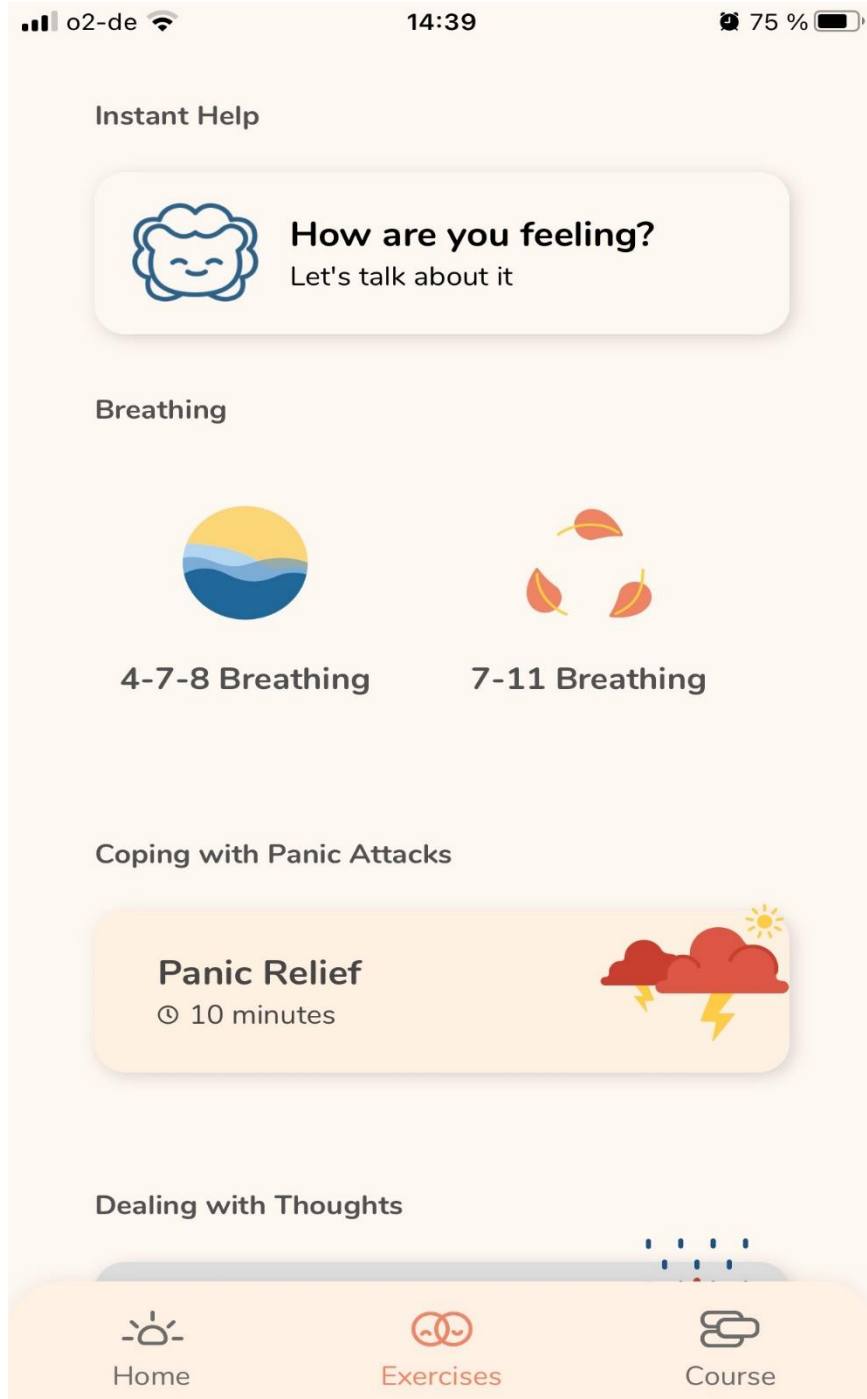 o2-de 14:39 75 %
Instant Help
How are you feeling?
Let's talk about it
Breathing
4-7-8 Breathing 7-11 Breathing
Coping with Panic Attacks
Panic Relief
10 minutes
Dealing with Thoughts
Home Exercises Course